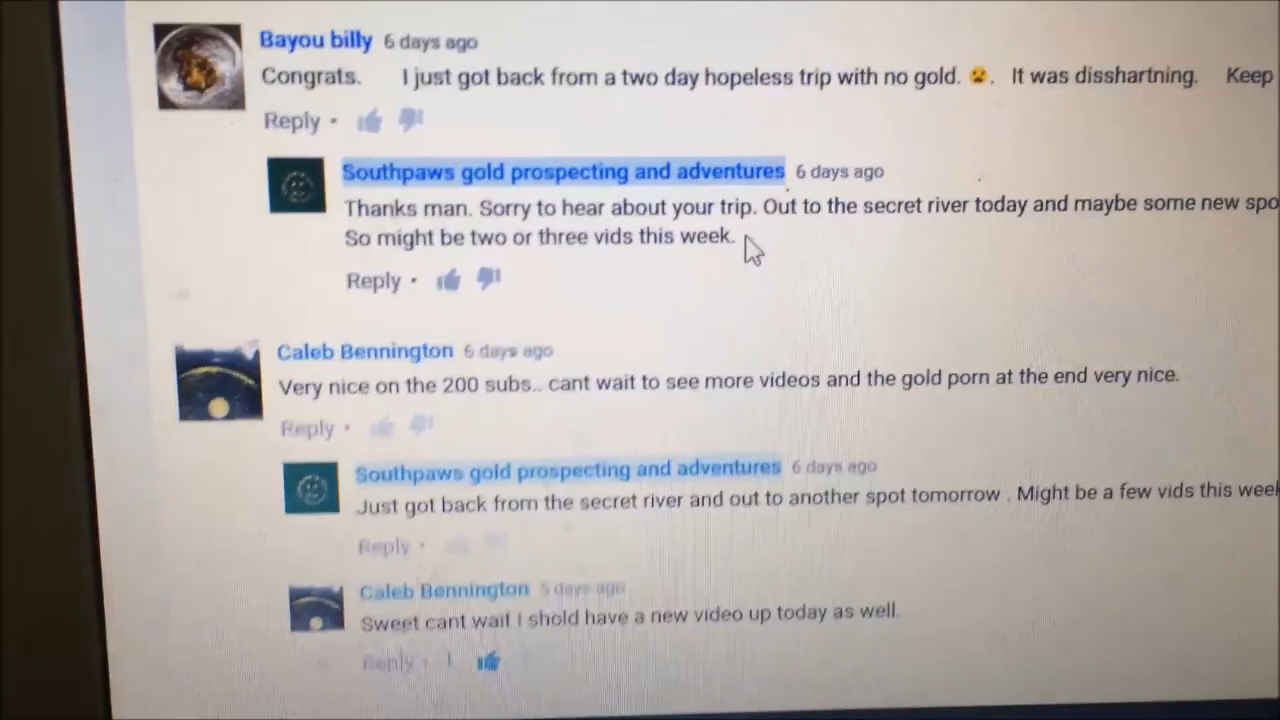 Bayou billy 6 days ago
Congrats. I just got back from a two day hopeless trip with no gold. 😦. It was disshartning. Keep
Reply •
Southpaws gold prospecting and adventures 6 days ago
Thanks man. Sorry to hear about your trip. Out to the secret river today and maybe some new spo
So might be two or three vids this week.
Reply •
Caleb Bennington 6 days ago
Very nice on the 200 subs.. cant wait to see more videos and the gold porn at the end very nice.
Reply •
Southpaws gold prospecting and adventures 6 days ago
Just got back from the secret river and out to another spot tomorrow . Might be a few vids this week
Reply •
Caleb Bennington 5 days ago
Sweet cant wait I shold have a new video up today as well.
Reply • 1